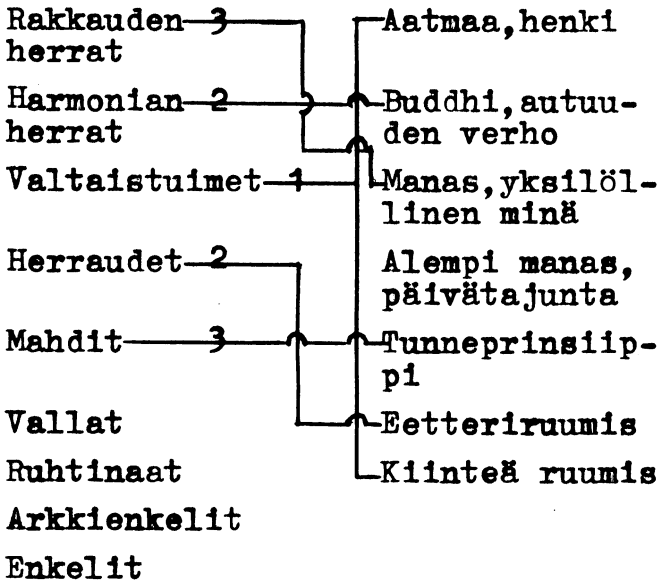 Rakkauden 3 Aatmaa, henki
herrat
Harmonian 2 Buddhi, autuu-
herrat den verho
Valtaistuimet 1 Manas, yksilöl-
llinen minä
Herraudet 2 Alempi manas,
päivätajunta
Mahdit 3 Tunneprinsiip-
pi
Vallat Eetteriruumis
Ruhtinaat Kiinteä ruumis
Arkkienkelit
Enkelit